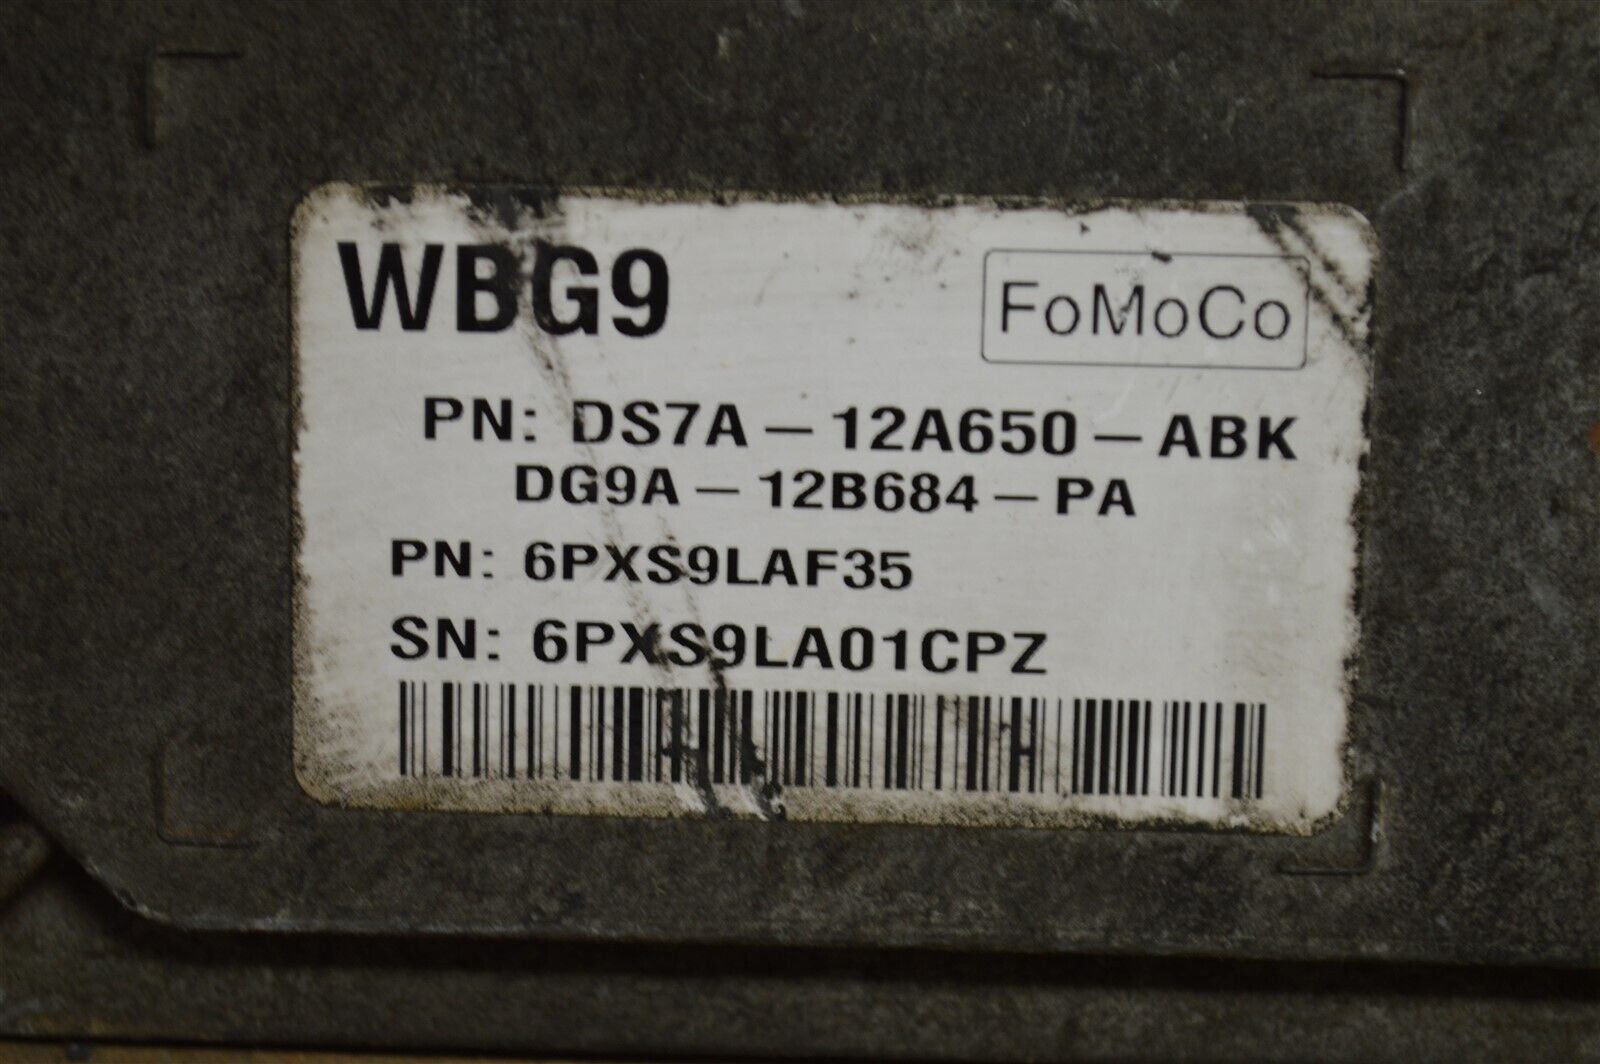 WBG9
FoMoCo
PN: DS7A-12A650-ABK
DG9A-12B684-PA
PN: 6PXS9LAF35
SN: 6PXS9LA01CPZ